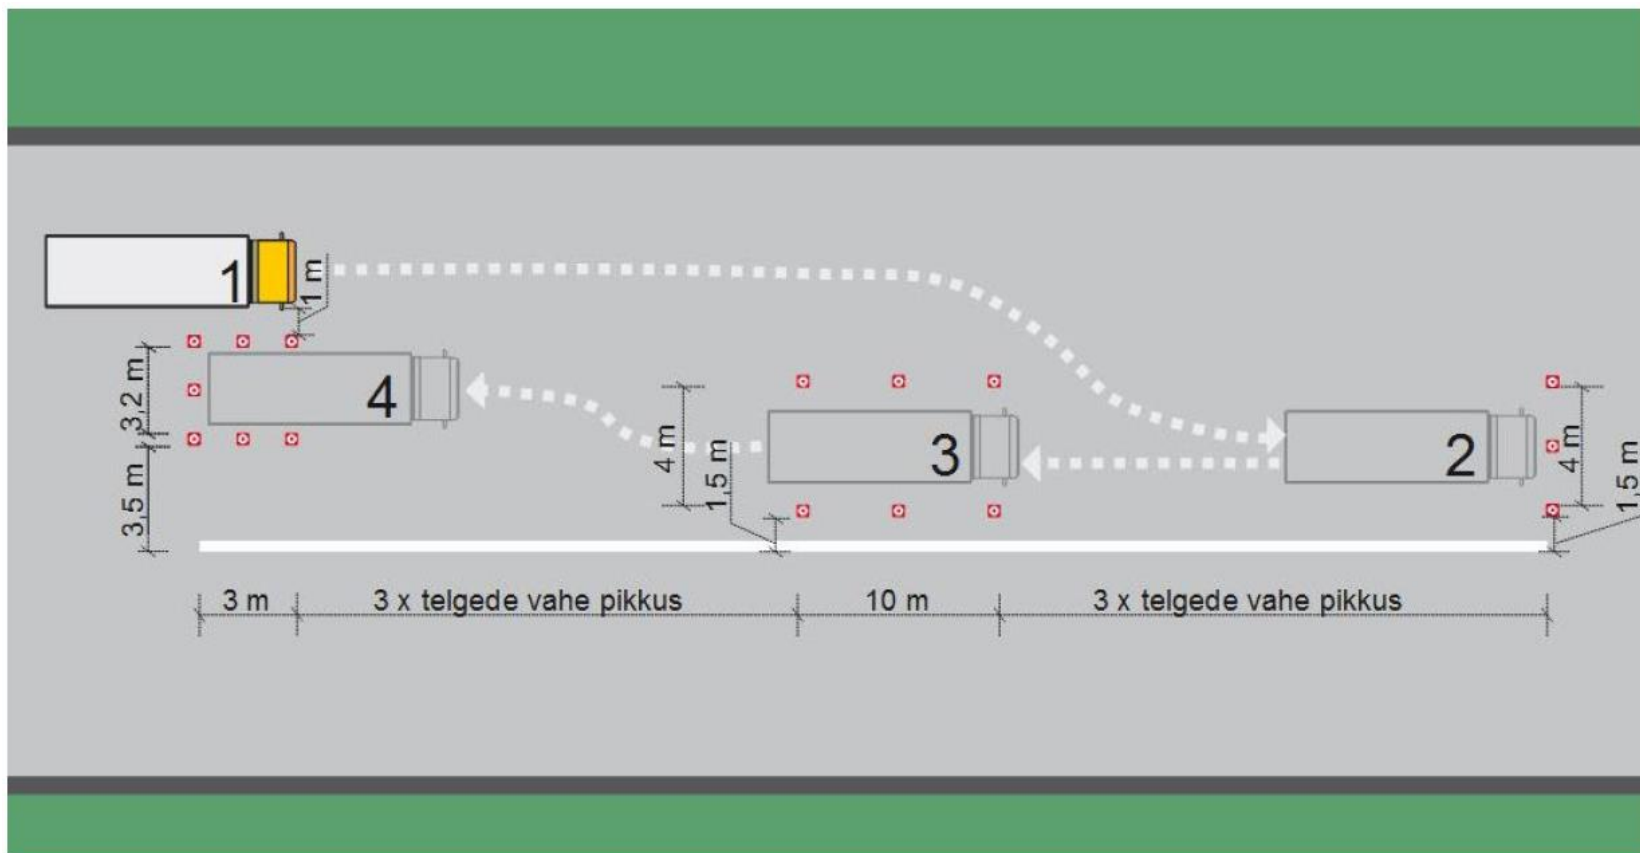 1
1 m
4
3,2 m
3,5 m
3
4 m
1,5 m
2
4 m
1,5 m
3 m
3 x telgede vahe pikkus
10 m
3 x telgede vahe pikkus